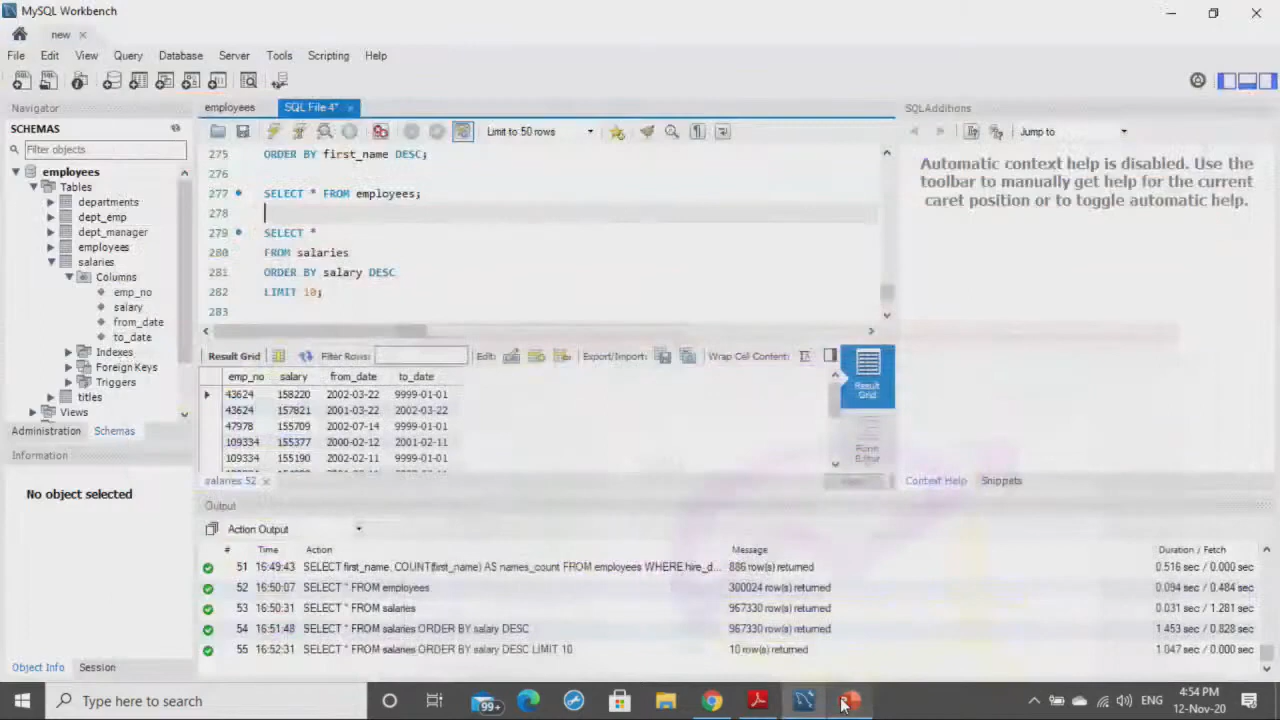 MySQL Workbench
new
File Edit View Query Database Server Tools Scripting Help
Navigator
SCHEMAS
Filter objects
employees
Tables
departments
dept_emp
dept_manager
employees
salaries
Columns
emp_no
salary
from_date
to_date
Indexes
Foreign Keys
Triggers
titles
Views
Administration Schemas
Information
No object selected
Object Info Session
employees SQL File 4*
Limit to 50 rows
275 ORDER BY first_name DESC;
276
277 SELECT * FROM employees;
278
279 SELECT *
280 FROM salaries
281 ORDER BY salary DESC
282 LIMIT 10;
283
Result Grid Filter Rows: Edit: Export/Import: Wrap Cell Content:
emp_no salary from_date to_date
43624 158220 2002-03-22 9999-01-01
43624 157821 2001-03-22 2002-03-22
47978 155709 2002-07-14 9999-01-01
109334 155377 2000-02-12 2001-02-11
109334 155190 2002-02-11 9999-01-01
Result
Grid
Form
Editor
salaries 52
SQLAdditions
Jump to
Automatic context help is disabled. Use the
toolbar to manually get help for the current
caret position or to toggle automatic help.
Context Help Snippets
Output
Action Output
# Time Action Message Duration / Fetch
51 16:49:43 SELECT first_name, COUNT(first_name) AS names_count FROM employees WHERE hire_d... 886 row(s) returned 0.516 sec / 0.000 sec
52 16:50:07 SELECT * FROM employees 300024 row(s) returned 0.094 sec / 0.484 sec
53 16:50:31 SELECT * FROM salaries 967330 row(s) returned 0.031 sec / 1.281 sec
54 16:51:48 SELECT * FROM salaries ORDER BY salary DESC 967330 row(s) returned 1.453 sec / 0.828 sec
55 16:52:31 SELECT * FROM salaries ORDER BY salary DESC LIMIT 10 10 row(s) returned 1.047 sec / 0.000 sec
Type here to search
99+
ENG
4:54 PM
12-Nov-20